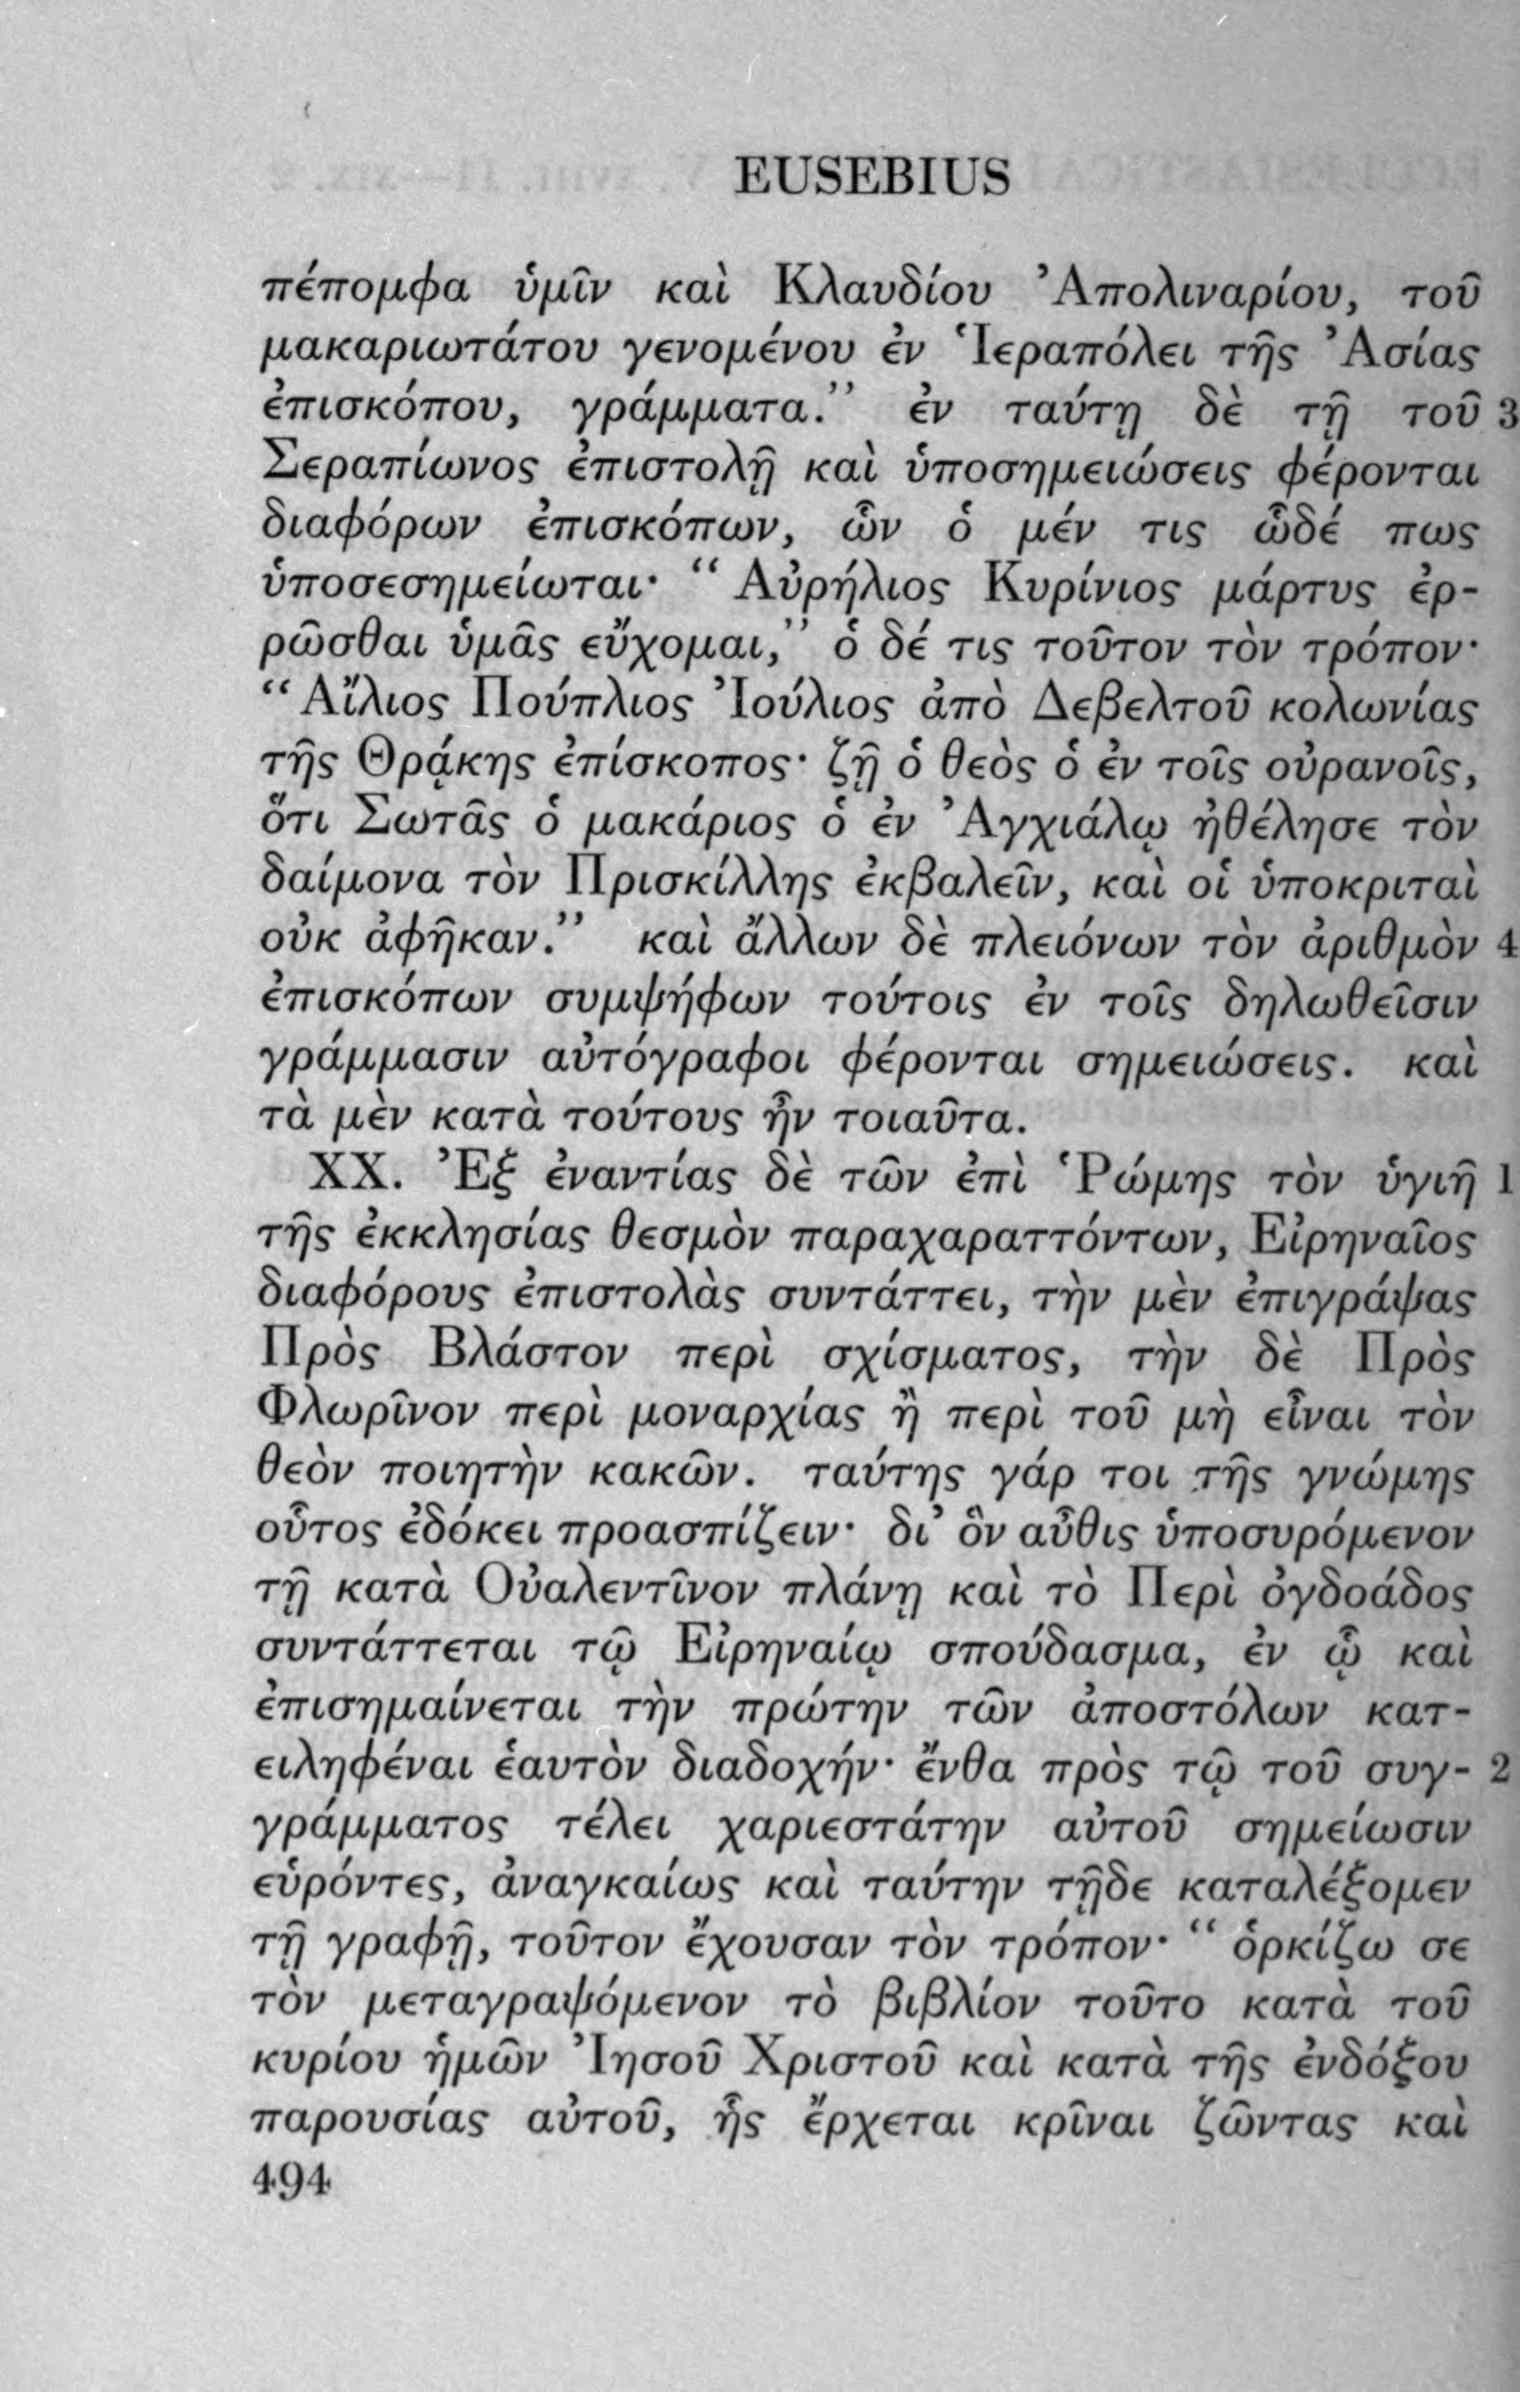 EUSEBIUS
πέπομφα ὑμῖν καὶ Κλαυδίου Ἀπολιναρίου, τοῦ
μακαριωτάτου γενομένου ἐν Ἱεραπόλει τῆς Ἀσίας
ἐπισκόπου, γράμματα.” ἐν ταύτῃ δὲ τῇ τοῦ 3
Σεραπίωνος ἐπιστολῇ καὶ ὑποσημειώσεις φέρονται
διαφόρων ἐπισκόπων, ὧν ὁ μέν τις ὧδέ πως
ὑποσεσημείωται· “ Αὐρήλιος Κυρίνιος μάρτυς ἐρ-
ρῶσθαι ὑμᾶς εὔχομαι,” ὁ δέ τις τοῦτον τὸν τρόπον·
“ Αἴλιος Πούπλιος Ἰούλιος ἀπὸ Δεβελτοῦ κολωνίας
τῆς Θρᾴκης ἐπίσκοπος· ζῇ ὁ θεὸς ὁ ἐν τοῖς οὐρανοῖς,
ὅτι Σωτᾶς ὁ μακάριος ὁ ἐν Ἀγχιάλῳ ἠθέλησε τὸν
δαίμονα τὸν Πρισκίλλης ἐκβαλεῖν, καὶ οἱ ὑποκριταὶ
οὐκ ἀφῆκαν.” καὶ ἄλλων δὲ πλειόνων τὸν ἀριθμὸν 4
ἐπισκόπων συμψήφων τούτοις ἐν τοῖς δηλωθεῖσιν
γράμμασιν αὐτόγραφοι φέρονται σημειώσεις. καὶ
τὰ μὲν κατὰ τούτους ἦν τοιαῦτα.
XX. Ἐξ ἐναντίας δὲ τῶν ἐπὶ Ῥώμης τὸν ὑγιῆ 1
τῆς ἐκκλησίας θεσμὸν παραχαραττόντων, Εἰρηναῖος
διαφόρους ἐπιστολὰς συντάττει, τὴν μὲν ἐπιγράψας
Πρὸς Βλάστον περὶ σχίσματος, τὴν δὲ Πρὸς
Φλωρῖνον περὶ μοναρχίας ἢ περὶ τοῦ μὴ εἶναι τὸν
θεὸν ποιητὴν κακῶν. ταύτης γάρ τοι τῆς γνώμης
οὗτος ἐδόκει προασπίζειν· δι’ ὃν αὖθις ὑποσυρόμενον
τῇ κατὰ Οὐαλεντῖνον πλάνῃ καὶ τὸ Περὶ ὀγδοάδος
συντάττεται τῷ Εἰρηναίῳ σπούδασμα, ἐν ᾧ καὶ
ἐπισημαίνεται τὴν πρώτην τῶν ἀποστόλων κατ-
ειληφέναι ἑαυτὸν διαδοχήν· ἔνθα πρὸς τῷ τοῦ συγ- 2
γράμματος τέλει χαριεστάτην αὐτοῦ σημείωσιν
εὑρόντες, ἀναγκαίως καὶ ταύτην τῇδε καταλέξομεν
τῇ γραφῇ, τοῦτον ἔχουσαν τὸν τρόπον· “ ὁρκίζω σε
τὸν μεταγραψόμενον τὸ βιβλίον τοῦτο κατὰ τοῦ
κυρίου ἡμῶν Ἰησοῦ Χριστοῦ καὶ κατὰ τῆς ἐνδόξου
παρουσίας αὐτοῦ, ἧς ἔρχεται κρῖναι ζῶντας καὶ
494